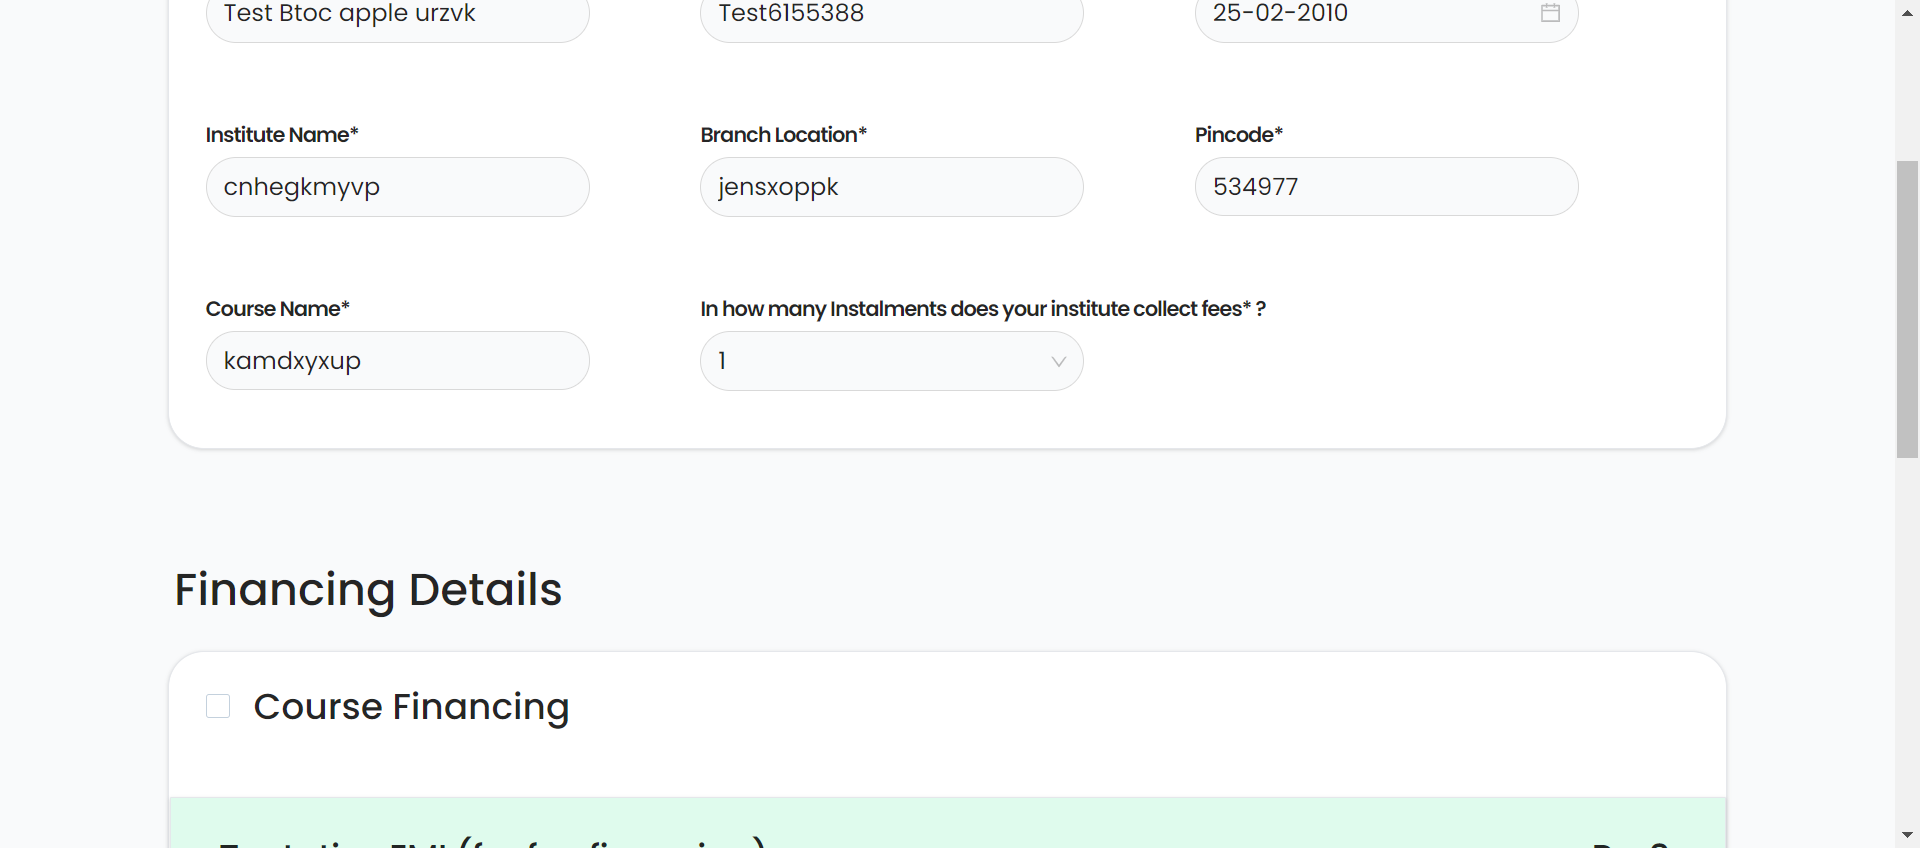 Test Btoc apple urzvk Test6155388 25-02-2010
Institute Name* Branch Location* Pincode*
cnhegkmyvp jensxoppk 534977
Course Name* In how many Instalments does your institute collect fees* ?
kamdxyxup 1
Financing Details
Course Financing